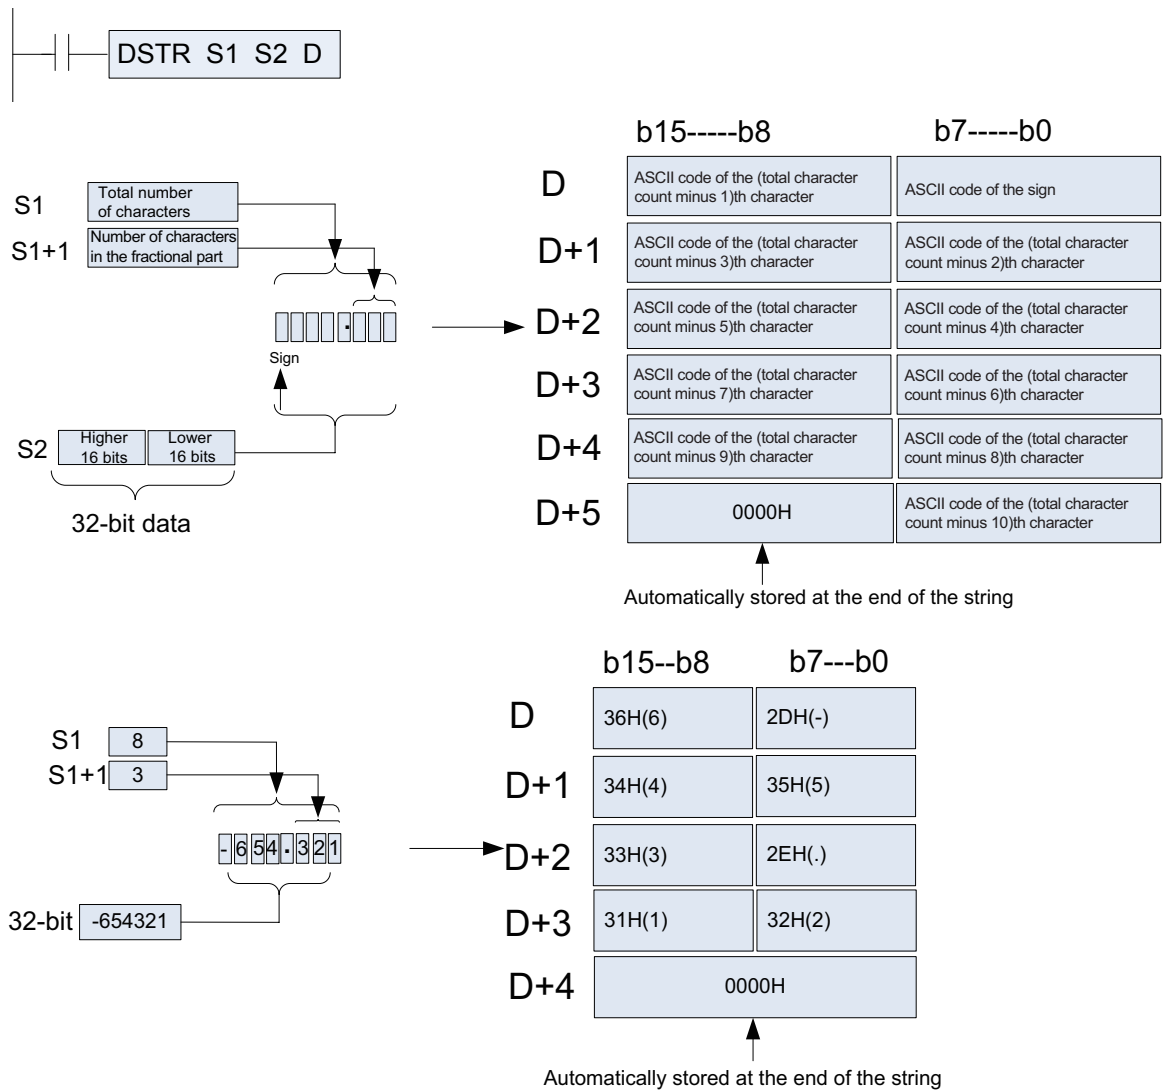 DSTR S1 S2 D
b15-----b8 b7-----b0
S1 Total number
of characters
S1+1 Number of characters
in the fractional part
.
Sign
S2 Higher
16 bits Lower
16 bits
32-bit data
D ASCII code of the (total character
count minus 1)th character ASCII code of the sign
D+1 ASCII code of the (total character
count minus 3)th character ASCII code of the (total character
count minus 2)th character
D+2 ASCII code of the (total character
count minus 5)th character ASCII code of the (total character
count minus 4)th character
D+3 ASCII code of the (total character
count minus 7)th character ASCII code of the (total character
count minus 6)th character
D+4 ASCII code of the (total character
count minus 9)th character ASCII code of the (total character
count minus 8)th character
D+5 0000H ASCII code of the (total character
count minus 10)th character
Automatically stored at the end of the string
b15--b8 b7---b0
S1 8
S1+1 3
-654.321
32-bit -654321
D 36H(6) 2DH(-)
D+1 34H(4) 35H(5)
D+2 33H(3) 2EH(.)
D+3 31H(1) 32H(2)
D+4 0000H
Automatically stored at the end of the string